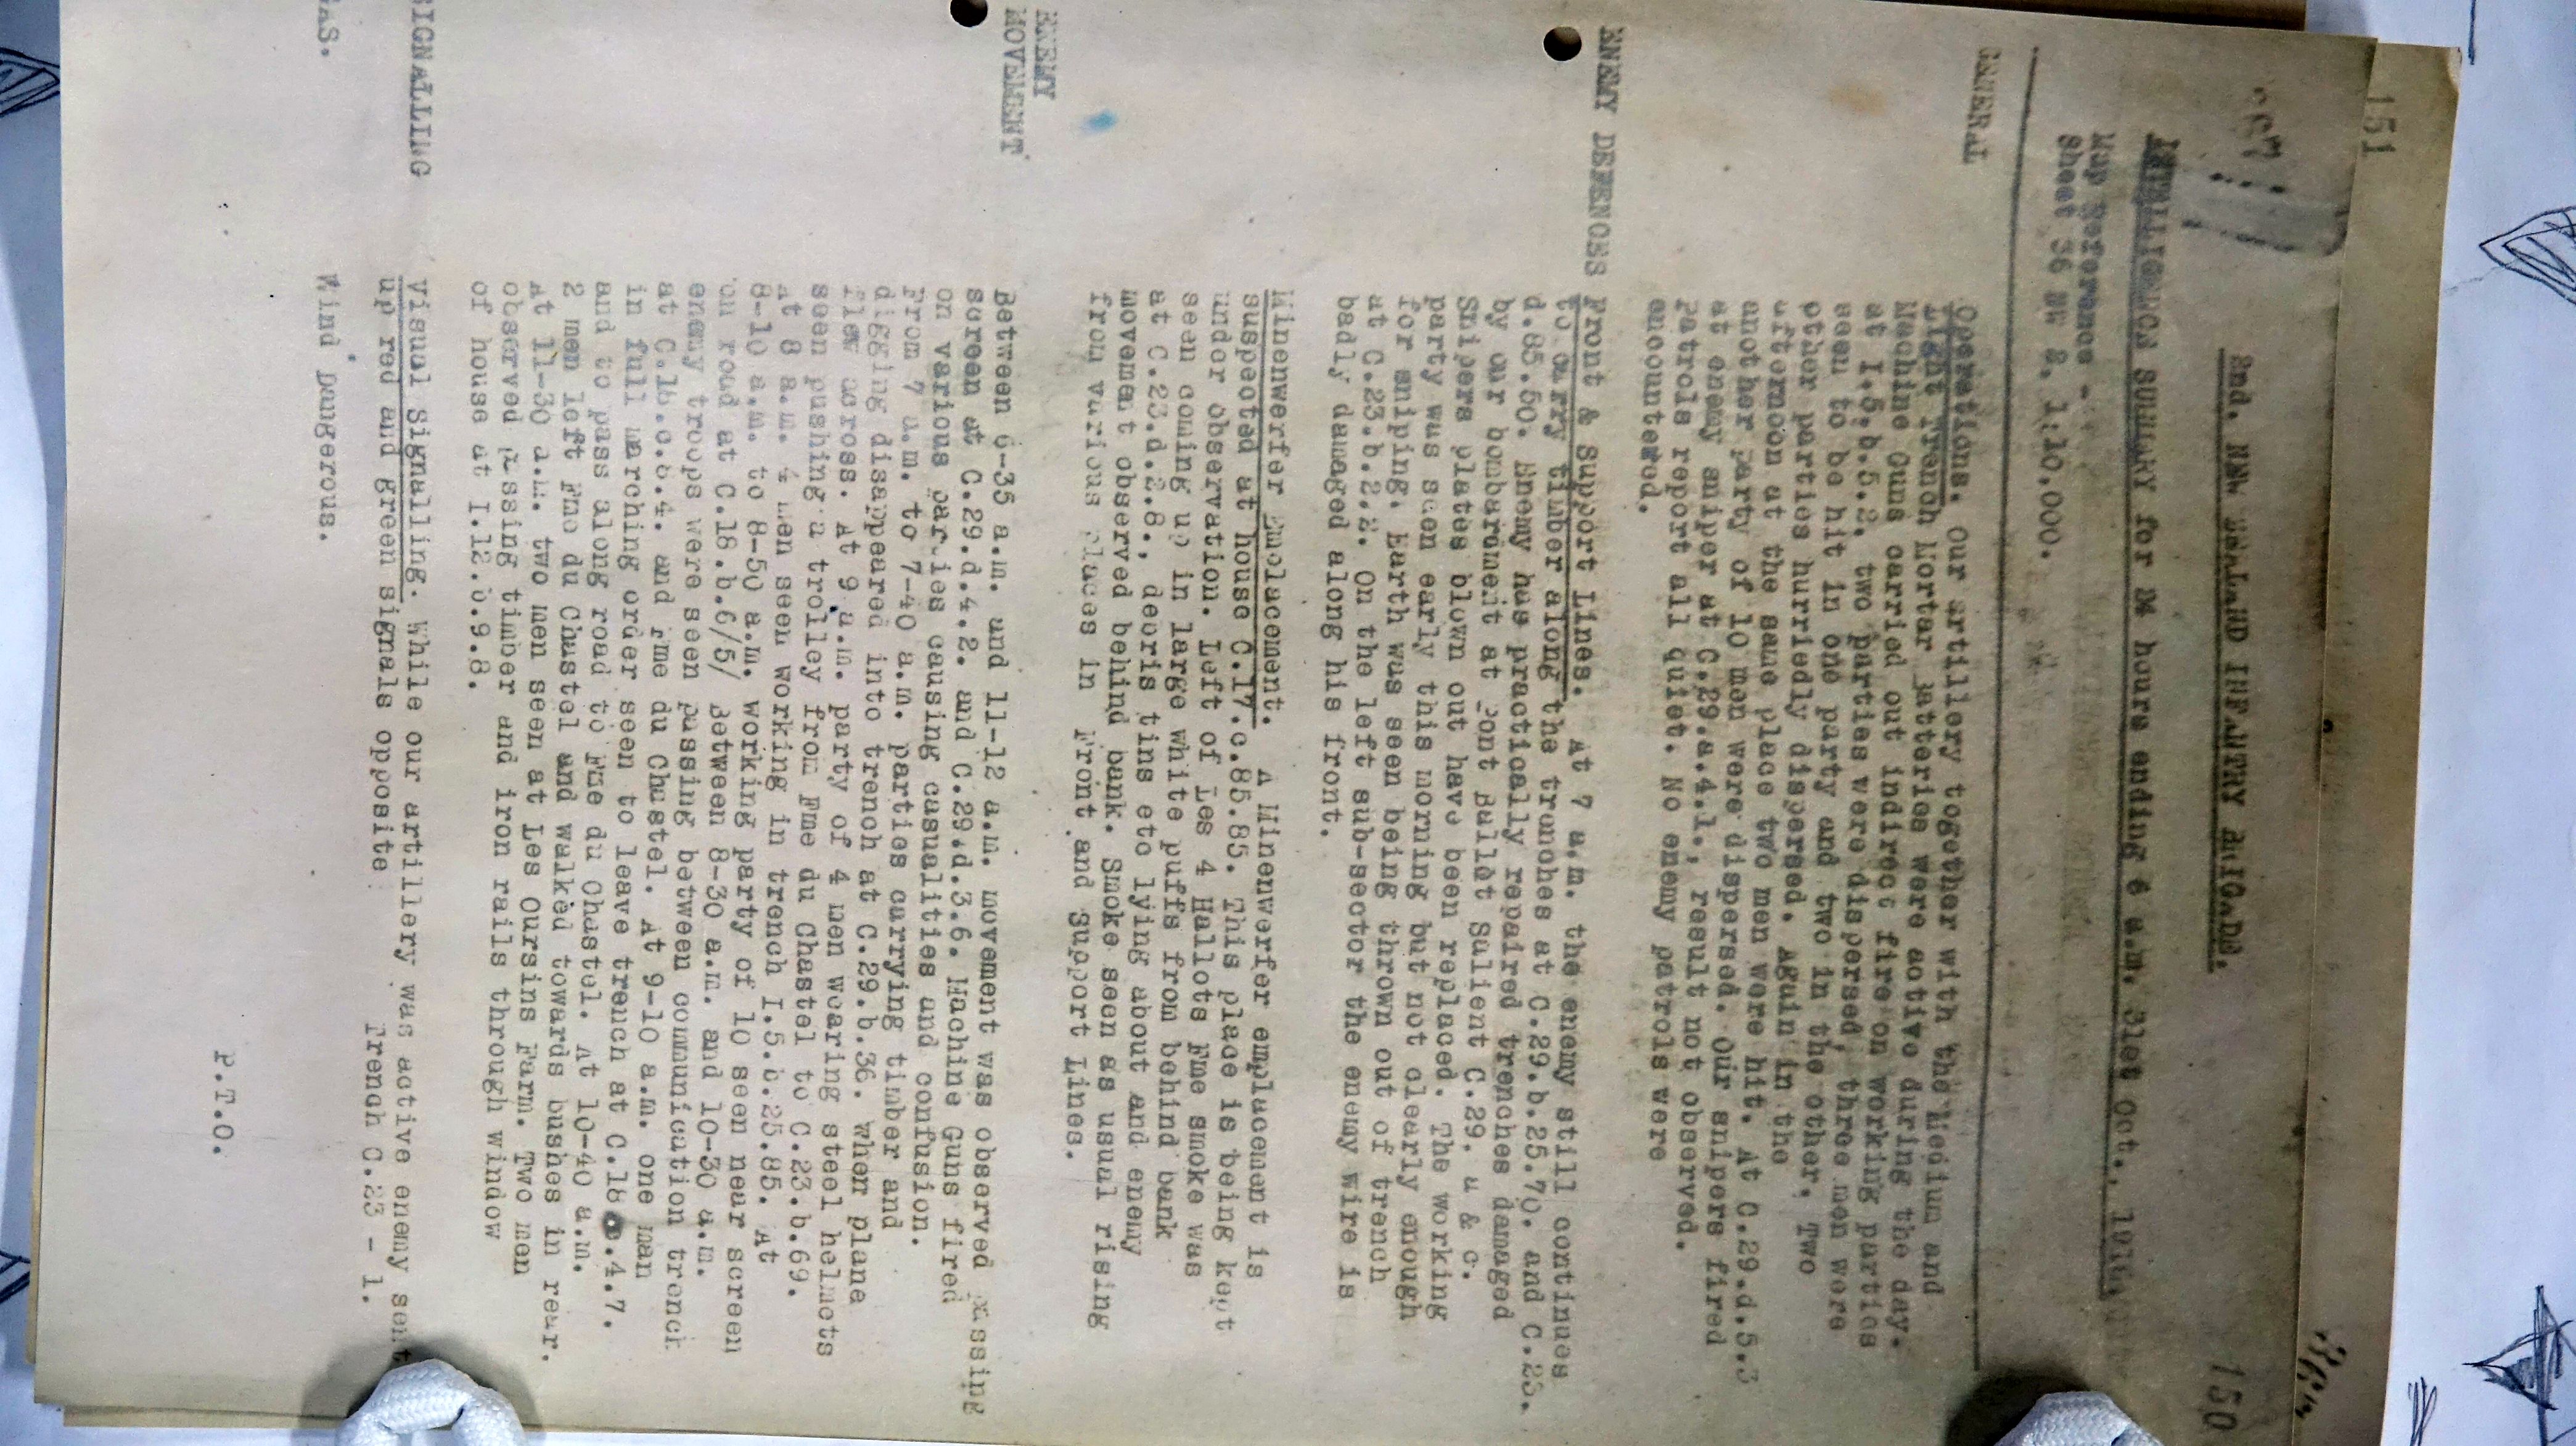 151
150
2nd. NEW ZEALAND INFANTRY BRIGADE.
INTELLIGENCE SUMMARY for 24 hours ending 6 a.m. 31st Oct., 1916
Map Reference -
Sheet 36 NW 2. 1:10,000.
GENERAL
Operations. Our artillery together with the Medium and
Light Trench Mortar Batteries were active during the day.
Machine Guns carried out indirect fire on working parties
at I.5.b.5.2. two parties were dispersed, three men were
seen to be hit in one party and two in the other. Two
other parties hurriedly dispersed. Again in the
afternoon at the same place two men were hit. At C.29.d.5.3
another party of 10 men were dispersed. Our snipers fired
at enemy sniper at C.29.a.4.1., result not observed.
Patrols report all quiet. No enemy patrols were
encountered.
ENEMY DEFENCES
Front & Support Lines. At 7 a.m. the enemy still continues
to carry timber along the trenches at C.29.b.25.70. and C.23.
d.85.50. Enemy has practically repaired trenches damaged
by our bombardment at Pont Ballot Salient C.29. a & c.
Snipers plates blown out have been replaced. The working
party was seen early this morning but not clearly enough
for sniping. Earth was seen being thrown out of trench
at C.23.b.2.2. On the left sub-sector the enemy wire is
badly damaged along his front.
Minenwerfer Emplacement. A Minenwerfer emplacement is
suspected at house C.17.c.85.85. This place is being kept
under observation. Left of Les 4 Hallots Fme smoke was
seen coming up in large white puffs from behind bank
at C.23.d.2.8., debris tins etc lying about and enemy
movement observed behind bank. Smoke seen as usual rising
from various places in Front and Support Lines.
ENEMY
MOVEMENT
Between 6-35 a.m. and 11-12 a.m. movement was observed passing
screen at C.29.d.4.2. and C.29.d.3.6. Machine Guns fired
on various parties causing casualities and confusion.
From 7 a.m. to 7-40 a.m. parties carrying timber and
digging disappeared into trench at C.29.b.36. when plane
flew across. At 9 a.m. party of 4 men wearing steel helmets
seen pushing a trolley from Fme du Chastel to C.23.b.69.
At 8 a.m. 4 men seen working in trench I.5.b.25.85. At
8-10 a.m. to 8-50 a.m. working party of 10 seen near screen
on road at C.18.b.6/5/ Between 8-30 a.m. and 10-30 a.m.
enemy troops were seen passing between communication trench
at C.18.c.8.4. and Fme du Chastel. At 9-10 a.m. one man
in full marching order seen to leave trench at C.18 .4.7.
and to pass along road to Fme du Chastel. At 10-40 a.m.
2 men left Fme du Chastel and walked towards bushes in rear.
At 11-30 a.m. two men seen at Les Oursins Farm. Two men
observed passing timber and iron rails through window
of house at I.12.b.9.8.
SIGNALLING
Visual Signalling. While our artillery was active enemy sent
up red and green signals opposite Trench C.23 - 1.
GAS.
Wind Dangerous.
P.T.O.